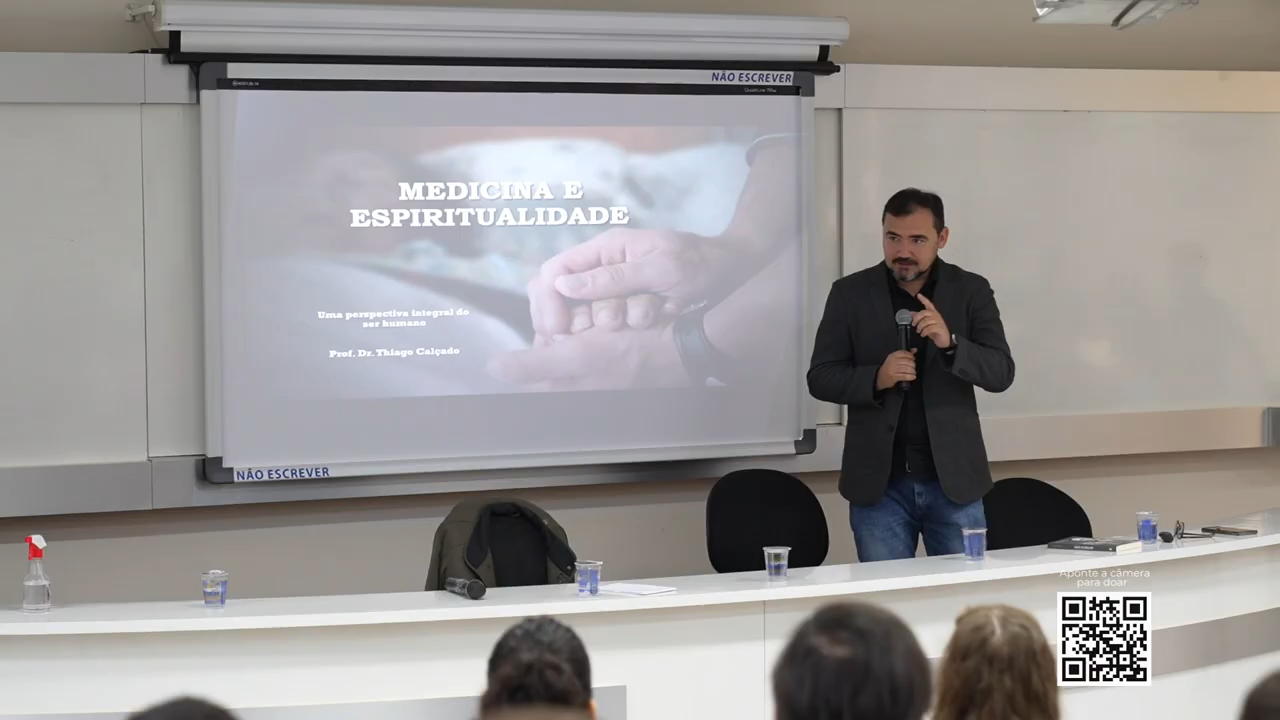 NÃO ESCREVER
MEDICINA E
ESPIRITUALIDADE
Uma perspectiva integral do
ser humano
Prof. Dr. Thiago Calçado
NÃO ESCREVER
Aponte a câmera
para doar